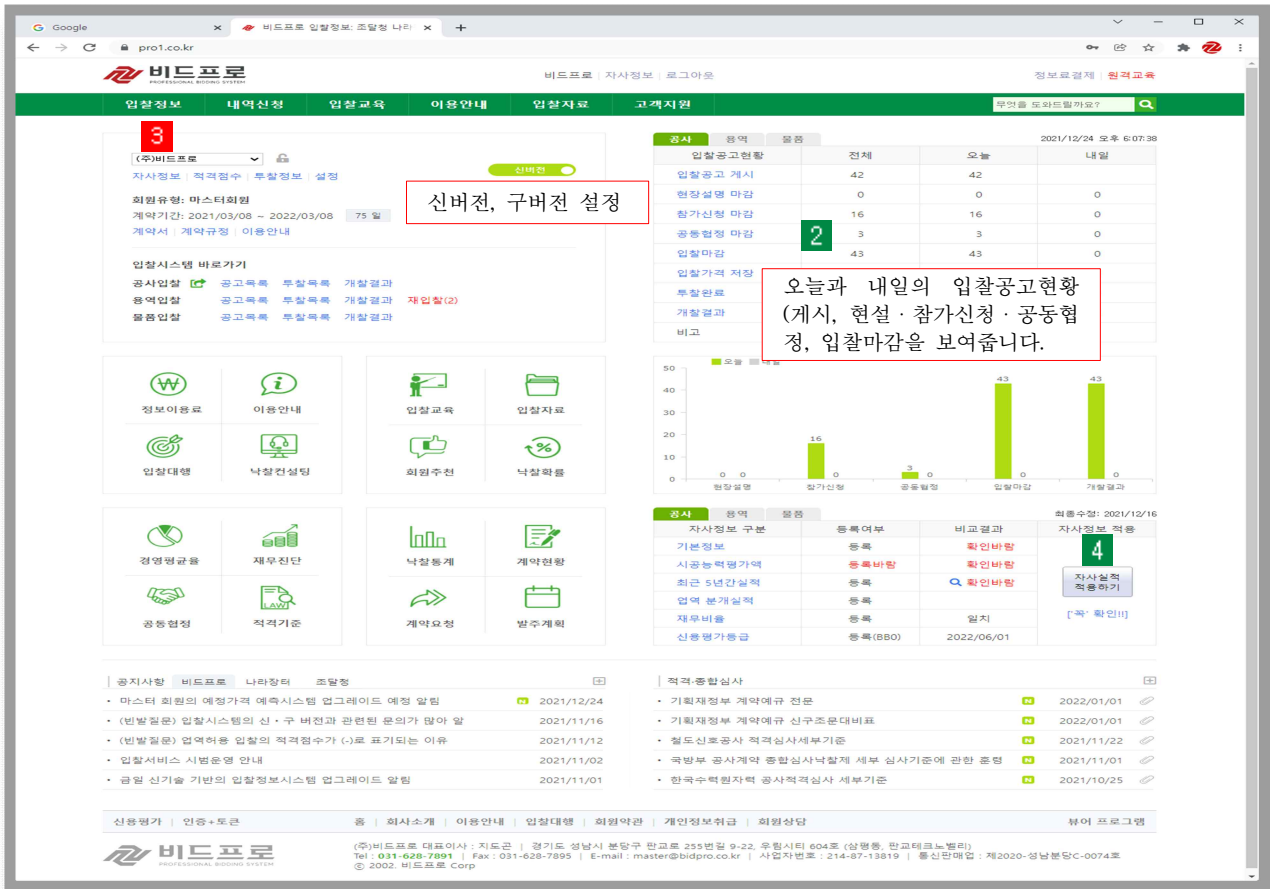 Google
비드프로 입찰정보: 조달청 나라
pro1.co.kr
비드프로
PROFESSIONAL BIDDING SYSTEM
비드프로 | 자사정보 | 로그아웃
정보료결제 | 원격교육
입찰정보 내역신청 입찰교육 이용안내 입찰자료 고객지원
무엇을 도와드릴까요?
3
(주)비드프로
자사정보 | 적격점수 | 투찰정보 | 설정
신버전
신버전, 구버전 설정
회원유형: 마스터회원
계약기간: 2021/03/08 ~ 2022/03/08 75 일
계약서 | 계약규정 | 이용안내
입찰시스템 바로가기
공사입찰 공고목록 투찰목록 개찰결과
용역입찰 공고목록 투찰목록 개찰결과 재입찰(2)
물품입찰 공고목록 투찰목록 개찰결과
공사 용역 물품 2021/12/24 오후 6:07:38
입찰공고현황 전체 오늘 내일
입찰공고 게시 42 42
현장설명 마감 0 0 0
참가신청 마감 16 16 0
공동협정 마감 3 3 0
2
입찰마감 43 43 0
입찰가격 저장
투찰완료
개찰결과
비고
오늘과 내일의 입찰공고현황
(게시, 현설 · 참가신청 · 공동협
정, 입찰마감을 보여줍니다.
정보이용료 이용안내 입찰교육 입찰자료
입찰대행 낙찰컨설팅 회원추천 낙찰확률
오늘 내일
50
40
30
20
10
0
0 0 16 0 3 0 43 0 43 0
현장설명 참가신청 공동협정 입찰마감 개찰결과
경영평균율 재무진단 낙찰통계 계약현황
공동협정 적격기준 계약요청 발주계획
LAW
공사 용역 물품 최종수정: 2021/12/16
자사정보 구분 등록여부 비교결과 자사정보 적용
기본정보 등록 확인바람
시공능력평가액 등록바람 확인바람
최근 5년간실적 등록 확인바람
업역 분개실적 등록
재무비율 등록 일치
신용평가등급 등록(BB0) 2022/06/01
4
자사실적
적용하기
['꼭' 확인!!]
공지사항 비드프로 나라장터 조달청
마스터 회원의 예정가격 예측시스템 업그레이드 예정 알림 N 2021/12/24
(빈발질문) 입찰시스템의 신・구 버전과 관련된 문의가 많아 알 2021/11/16
(빈발질문) 업역허용 입찰의 적격점수가 (-)로 표기되는 이유 2021/11/12
입찰서비스 시범운영 안내 2021/11/02
금일 신기술 기반의 입찰정보시스템 업그레이드 알림 2021/11/01
적격·종합심사
기획재정부 계약예규 전문 N 2022/01/01
기획재정부 계약예규 신구조문대비표 N 2022/01/01
철도신호공사 적격심사세부기준 N 2021/11/22
국방부 공사계약 종합심사낙찰제 세부 심사기준에 관한 훈령 N 2021/11/01
한국수력원자력 공사적격심사 세부기준 N 2021/10/25
신용평가 | 인증+토큰 홈 | 회사소개 | 이용안내 | 입찰대행 | 회원약관 | 개인정보취급 | 회원상담 뷰어 프로그램
비드프로
PROFESSIONAL BIDDING SYSTEM
(주)비드프로 대표이사 : 지도곤 | 경기도 성남시 분당구 판교로 255번길 9-22, 우림시티 604호 (삼평동, 판교테크노벨리)
Tel : 031-628-7891 | Fax : 031-628-7895 | E-mail : master@bidpro.co.kr | 사업자번호 : 214-87-13819 | 통신판매업 : 제2020-성남분당C-0074호
ⓒ 2002. 비드프로 Corp